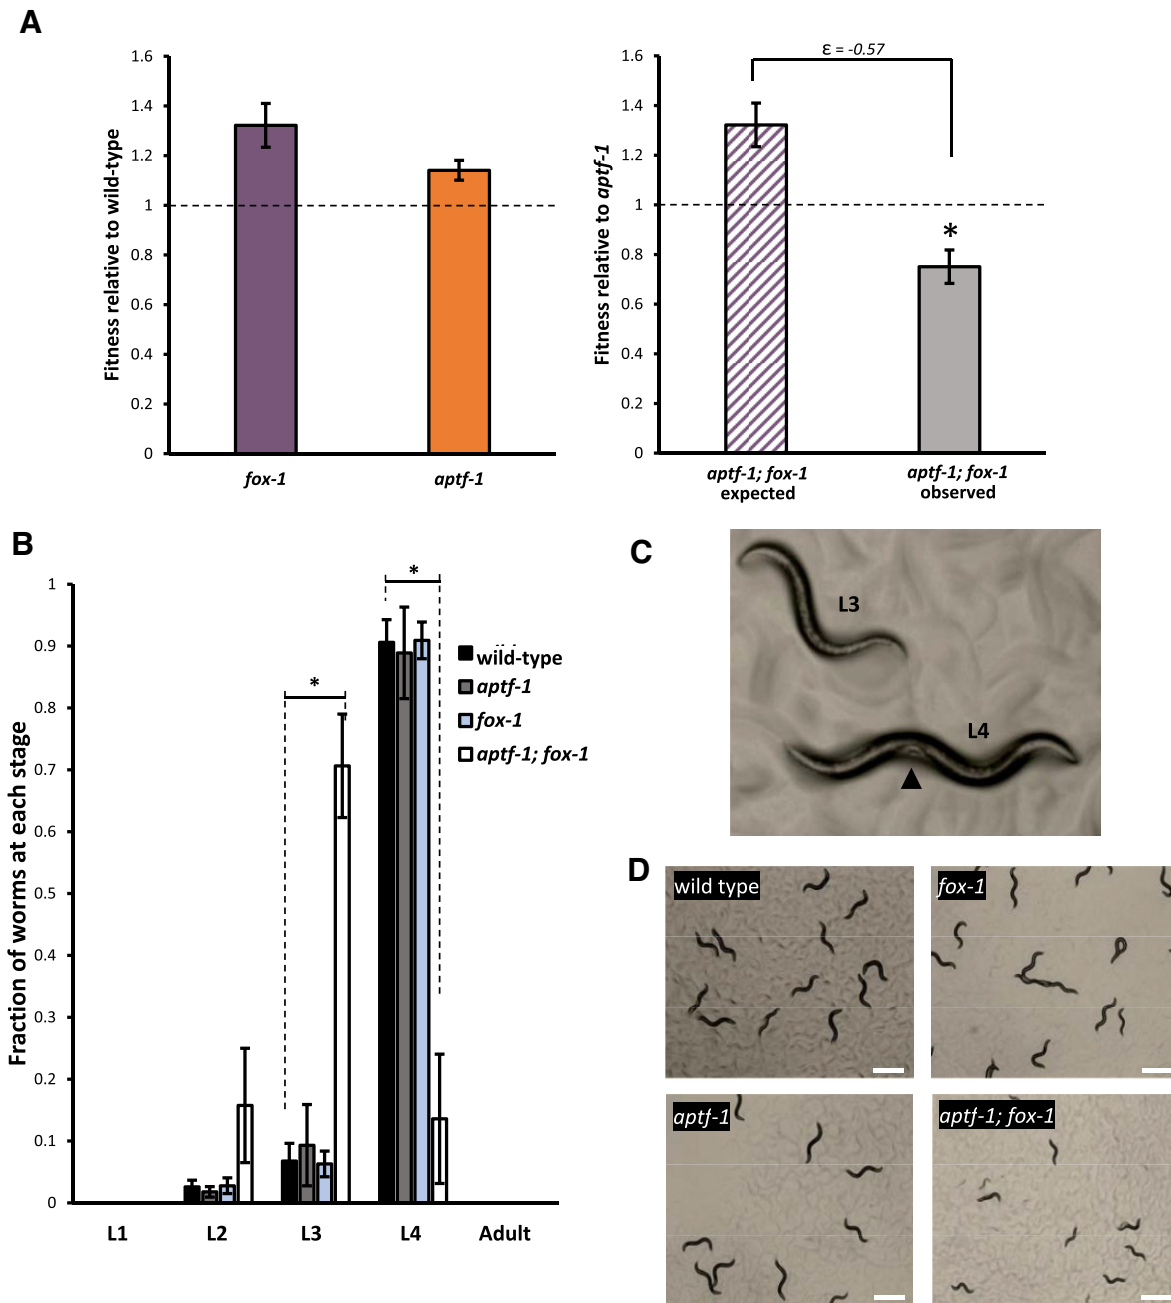 A
Fitness relative to wild-type
1.6
1.4
1.2
1
0.8
0.6
0.4
0.2
0
fox-1
aptf-1
Fitness relative to aptf-1
1.6
1.4
1.2
1
0.8
0.6
0.4
0.2
0
ε = -0.57
*
aptf-1; fox-1
expected
aptf-1; fox-1
observed
B
Fraction of worms at each stage
1
0.9
0.8
0.7
0.6
0.5
0.4
0.3
0.2
0.1
0
*
*
wild-type
aptf-1
fox-1
aptf-1; fox-1
L1
L2
L3
L4
Adult
C
L3
L4
D
wild type
fox-1
aptf-1
aptf-1; fox-1